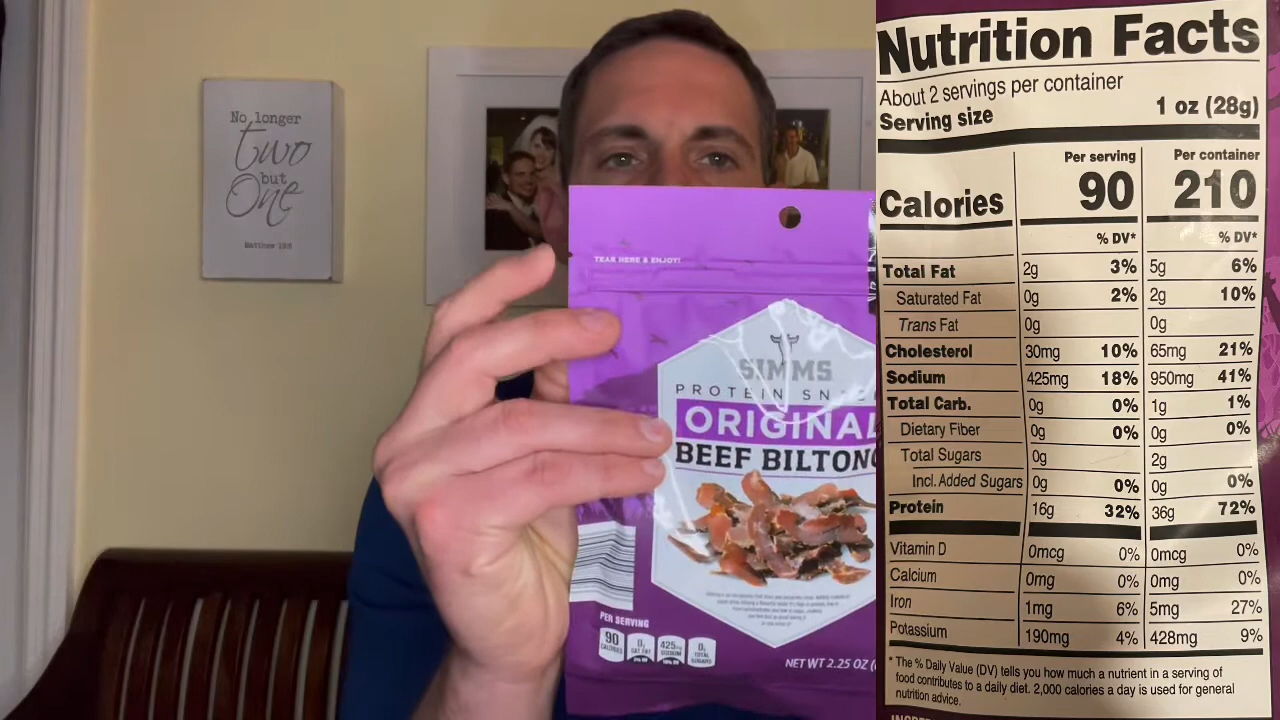 No longer
two
but
One
Matthew 19:6
TEAR HERE & ENJOY!
SIMMS
PROTEIN
ORIGINAL
BEEF BILTONG
PER SERVING
90 CALORIES
0g SAT FAT
425mg SODIUM
0g TOTAL SUGARS
NET WT 2.25 OZ
Nutrition Facts
About 2 servings per container
Serving size 1 oz (28g)
Per serving Per container
Calories 90 210
% DV* % DV*
Total Fat 2g 3% 5g 6%
Saturated Fat 0g 2% 2g 10%
Trans Fat 0g 0g
Cholesterol 30mg 10% 65mg 21%
Sodium 425mg 18% 950mg 41%
Total Carb. 0g 0% 1g 1%
Dietary Fiber 0g 0% 0g 0%
Total Sugars 0g 2g
Incl. Added Sugars 0g 0% 0g 0%
Protein 16g 32% 36g 72%
Vitamin D 0mcg 0% 0mcg 0%
Calcium 0mg 0% 0mg 0%
Iron 1mg 6% 5mg 27%
Potassium 190mg 4% 428mg 9%
* The % Daily Value (DV) tells you how much a nutrient in a serving of
food contributes to a daily diet. 2,000 calories a day is used for general
nutrition advice.